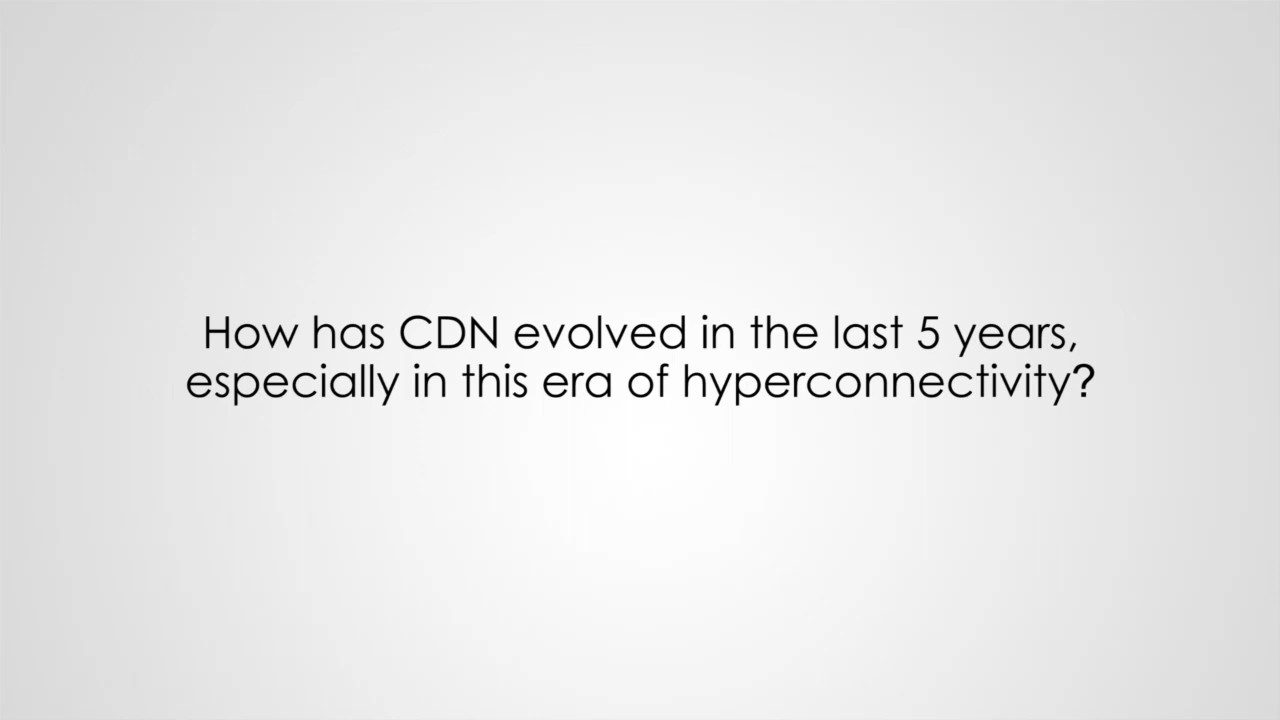 How has CDN evolved in the last 5 years,
especially in this era of hyperconnectivity?